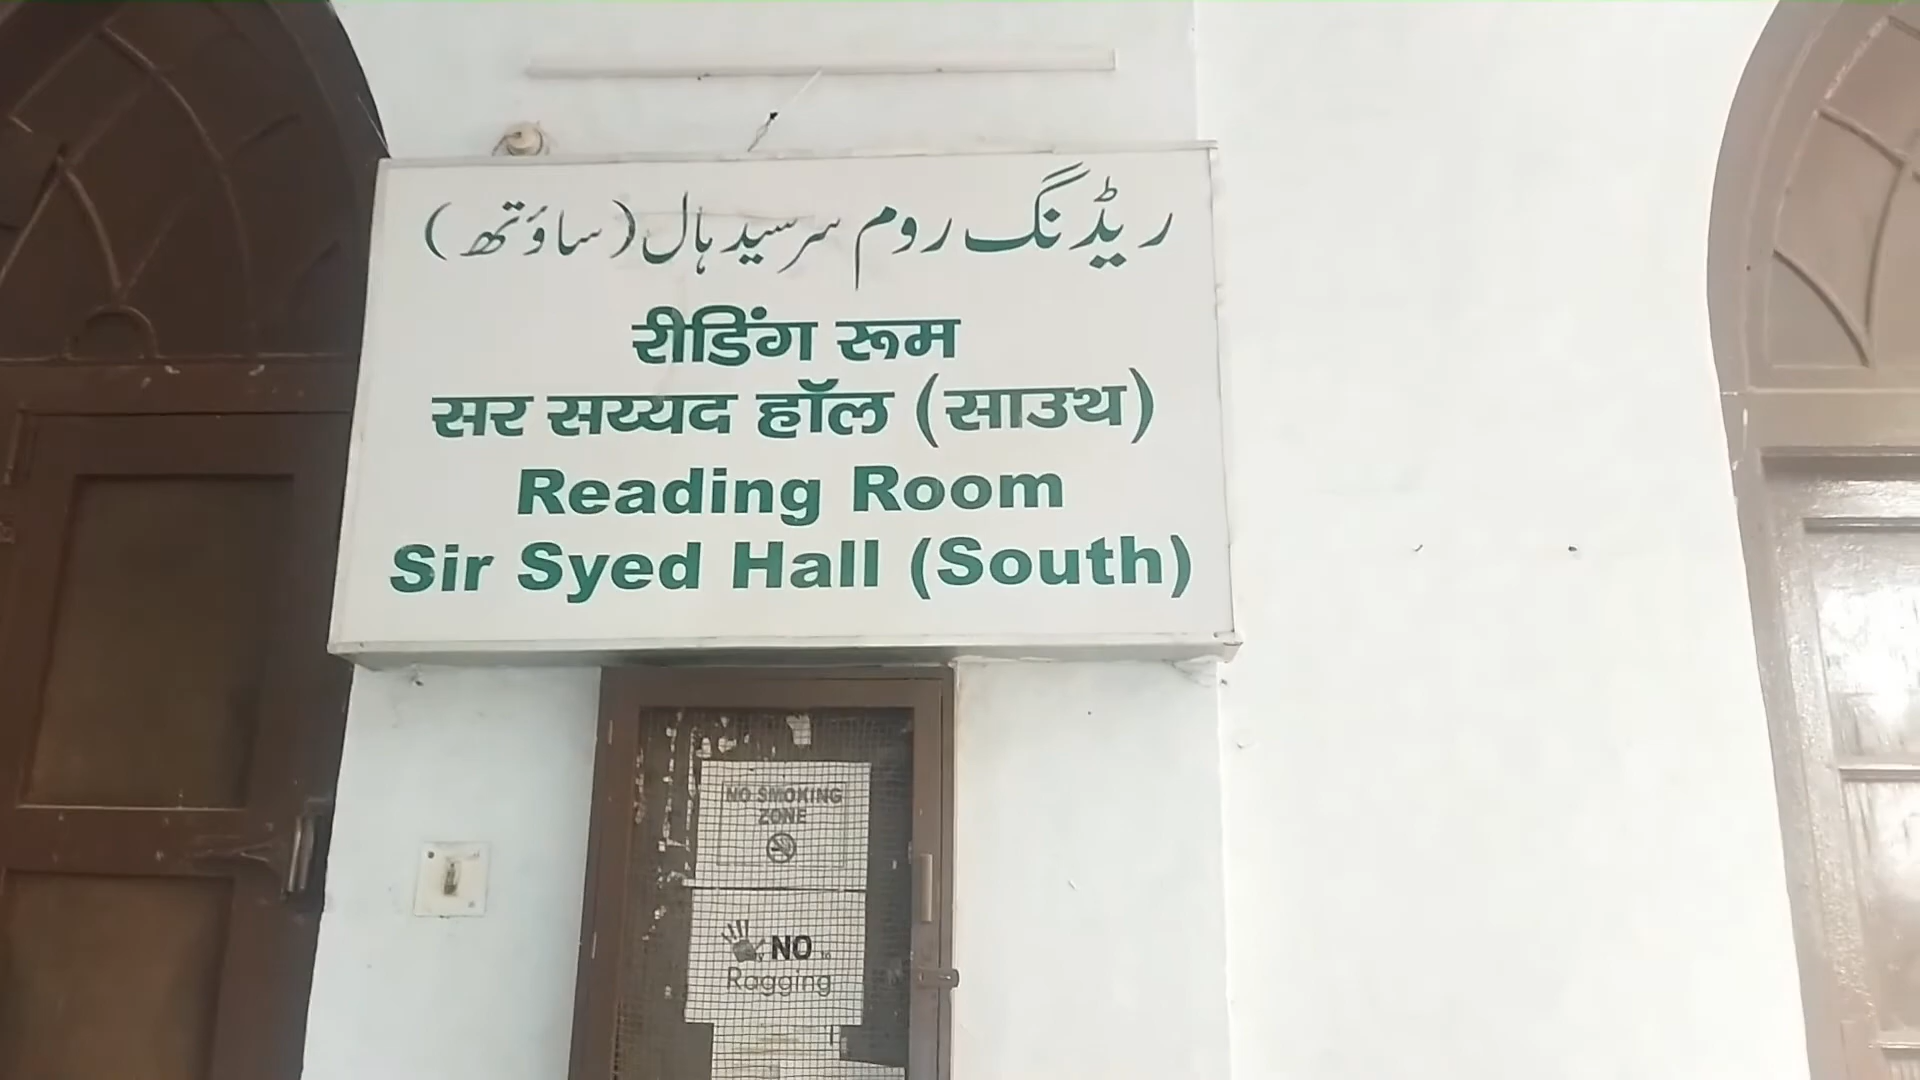 ریڈنگ روم سرسید ہال (ساؤتھ)
रीडिंग रूम
सर सय्यद हॉल (साउथ)
Reading Room
Sir Syed Hall (South)
NO SMOKING
ZONE
NO to
Ragging